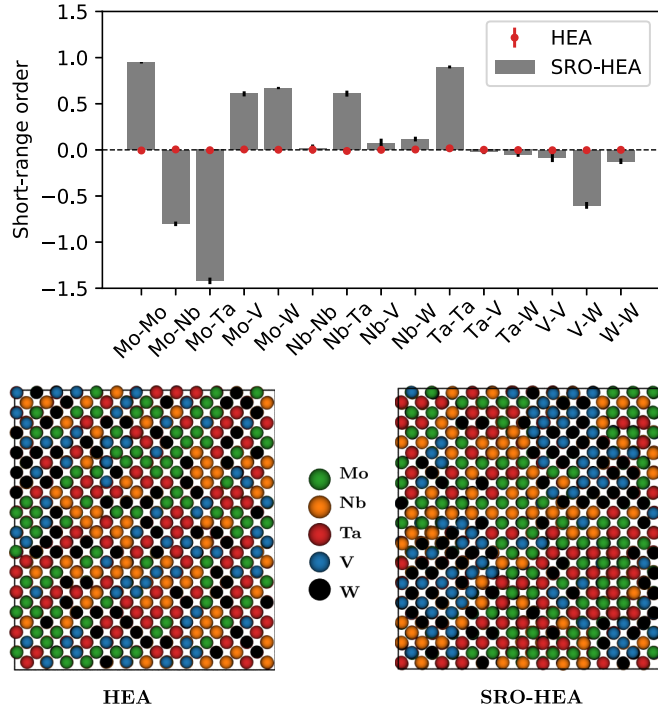 1.5
1.0
0.5
0.0
−0.5
−1.0
−1.5
Short-range order
HEA
SRO-HEA
Mo-Mo
Mo-Nb
Mo-Ta
Mo-V
Mo-W
Nb-Nb
Nb-Ta
Nb-V
Nb-W
Ta-Ta
Ta-V
Ta-W
V-V
V-W
W-W
Mo
Nb
Ta
V
W
HEA
SRO-HEA